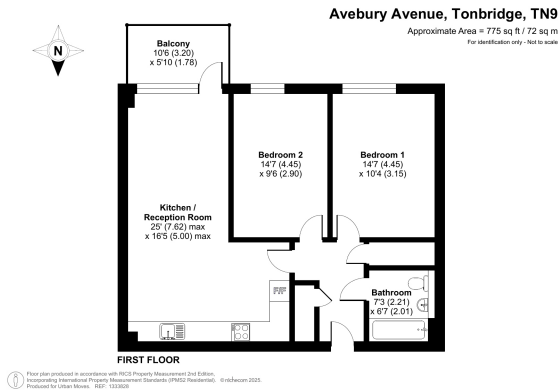 Avebury Avenue, Tonbridge, TN9
Approximate Area = 775 sq ft / 72 sq m
For identification only - Not to scale
N
Balcony
10'6 (3.20)
x 5'10 (1.78)
Bedroom 2
14'7 (4.45)
x 9'6 (2.90)
Bedroom 1
14'7 (4.45)
x 10'4 (3.15)
Kitchen /
Reception Room
25' (7.62) max
x 16'5 (5.00) max
FF
Bathroom
7'3 (2.21)
x 6'7 (2.01)
FIRST FLOOR
Floor plan produced in accordance with RICS Property Measurement 2nd Edition.
Incorporating International Property Measurement Standards (IPMS2 Residential). ©nichecom 2025.
Produced for Urban Moves. REF: 1333828